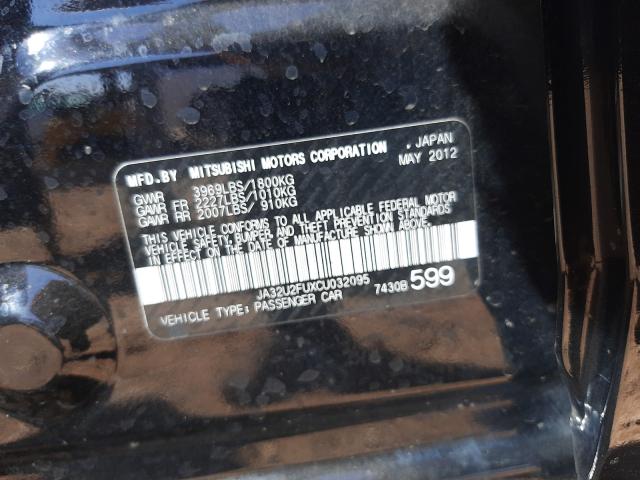 MFD.BY MITSUBISHI MOTORS CORPORATION . JAPAN
MAY 2012
GVWR 3969LBS/1800KG
GAWR FR 2227LBS/1010KG
GAWR RR 2007LBS/ 910KG
THIS VEHICLE CONFORMS TO ALL APPLICABLE FEDERAL MOTOR
VEHICLE SAFETY, BUMPER AND THEFT PREVENTION STANDARDS
IN EFFECT ON THE DATE OF MANUFACTURE SHOWN ABOVE.
JA32U2FUXCU032095
VEHICLE TYPE: PASSENGER CAR 7430B 599